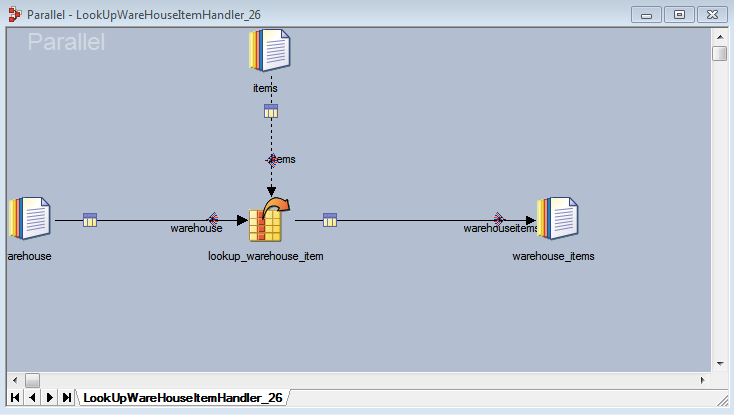 Parallel - LookUpWareHouseItemHandler_26
Parallel
items
items
warehouse
warehouseitems
arehouse
lookup_warehouse_item
warehouse_items
LookUpWareHouseItemHandler_26